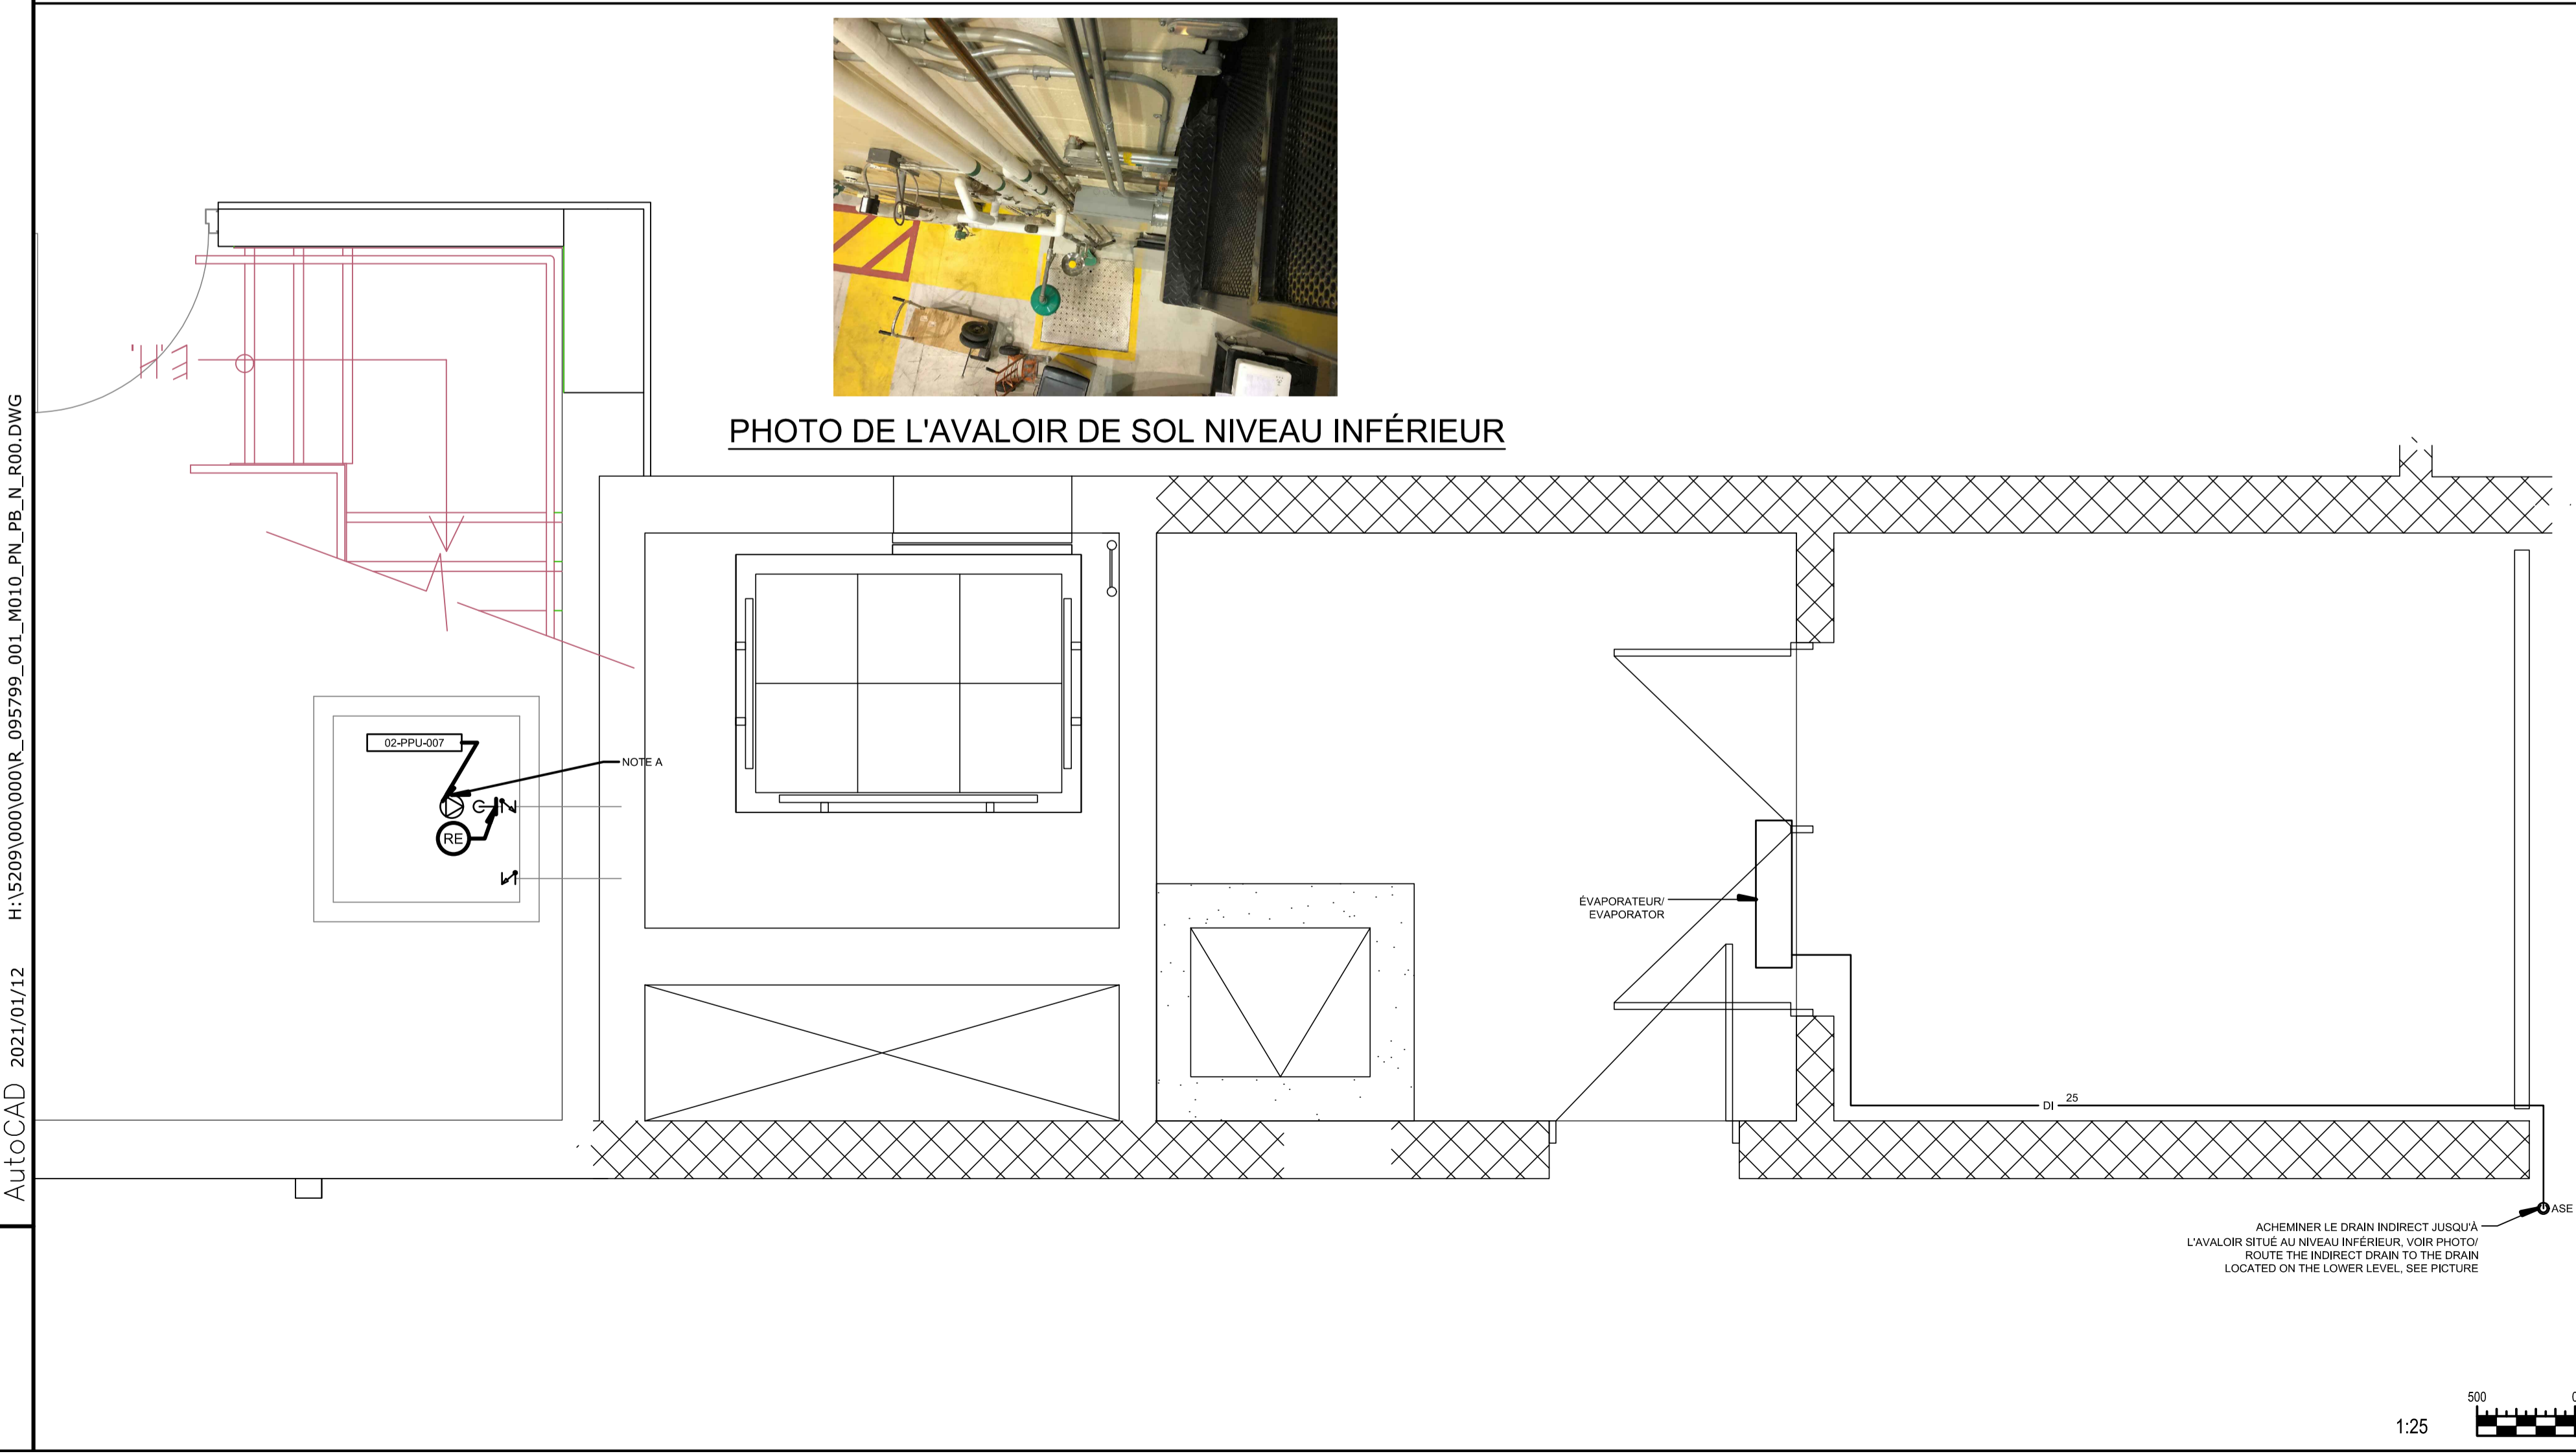 PHOTO DE L'AVALOIR DE SOL NIVEAU INFÉRIEUR
02-PPU-007
NOTE A
RE
ÉVAPORATEUR/
EVAPORATOR
DI 25
ASE
ACHEMINER LE DRAIN INDIRECT JUSQU'À
L'AVALOIR SITUÉ AU NIVEAU INFÉRIEUR, VOIR PHOTO/
ROUTE THE INDIRECT DRAIN TO THE DRAIN
LOCATED ON THE LOWER LEVEL, SEE PICTURE
1:25
500
0
AutoCAD 2021/01/12 H:\5209\000\000\R_095799_001_M010_PN_PB_N_R00.DWG